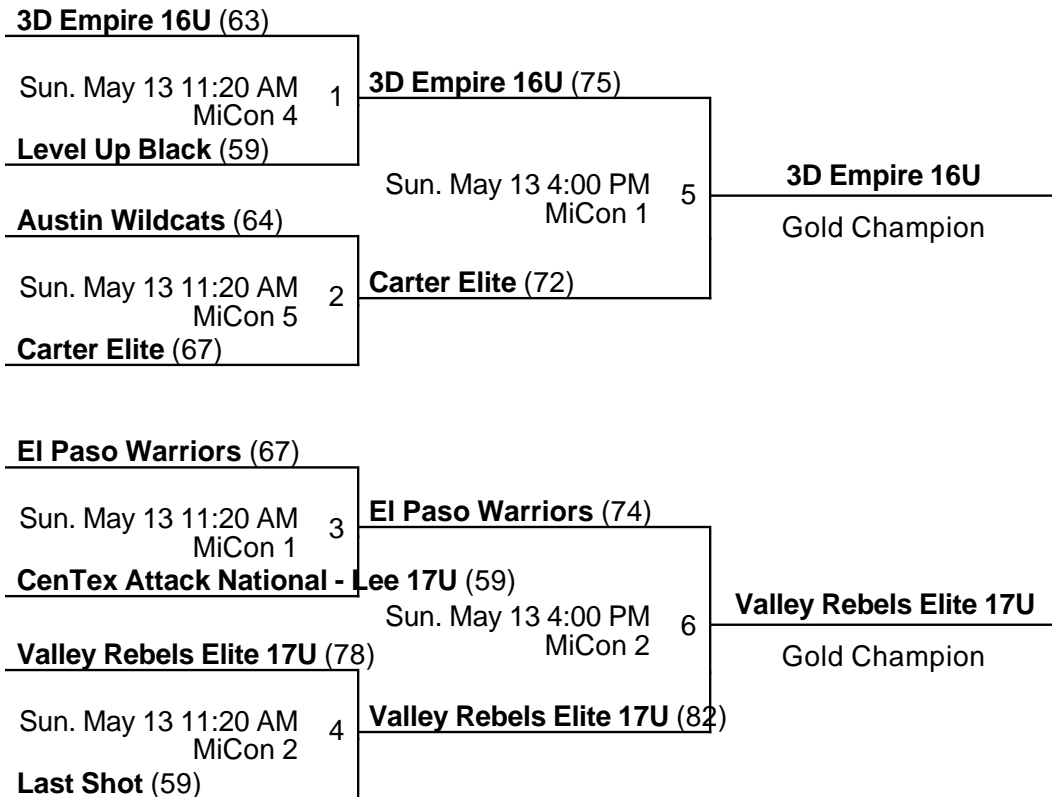 3D Empire 16U (63)
Sun. May 13 11:20 AM
MiCon 4
1
3D Empire 16U (75)
Level Up Black (59)
Sun. May 13 4:00 PM
MiCon 1
5
3D Empire 16U
Gold Champion
Austin Wildcats (64)
Sun. May 13 11:20 AM
MiCon 5
2
Carter Elite (72)
Carter Elite (67)
El Paso Warriors (67)
Sun. May 13 11:20 AM
MiCon 1
3
El Paso Warriors (74)
CenTex Attack National - Lee 17U (59)
Sun. May 13 4:00 PM
MiCon 2
6
Valley Rebels Elite 17U
Gold Champion
Valley Rebels Elite 17U (78)
Sun. May 13 11:20 AM
MiCon 2
4
Valley Rebels Elite 17U (82)
Last Shot (59)